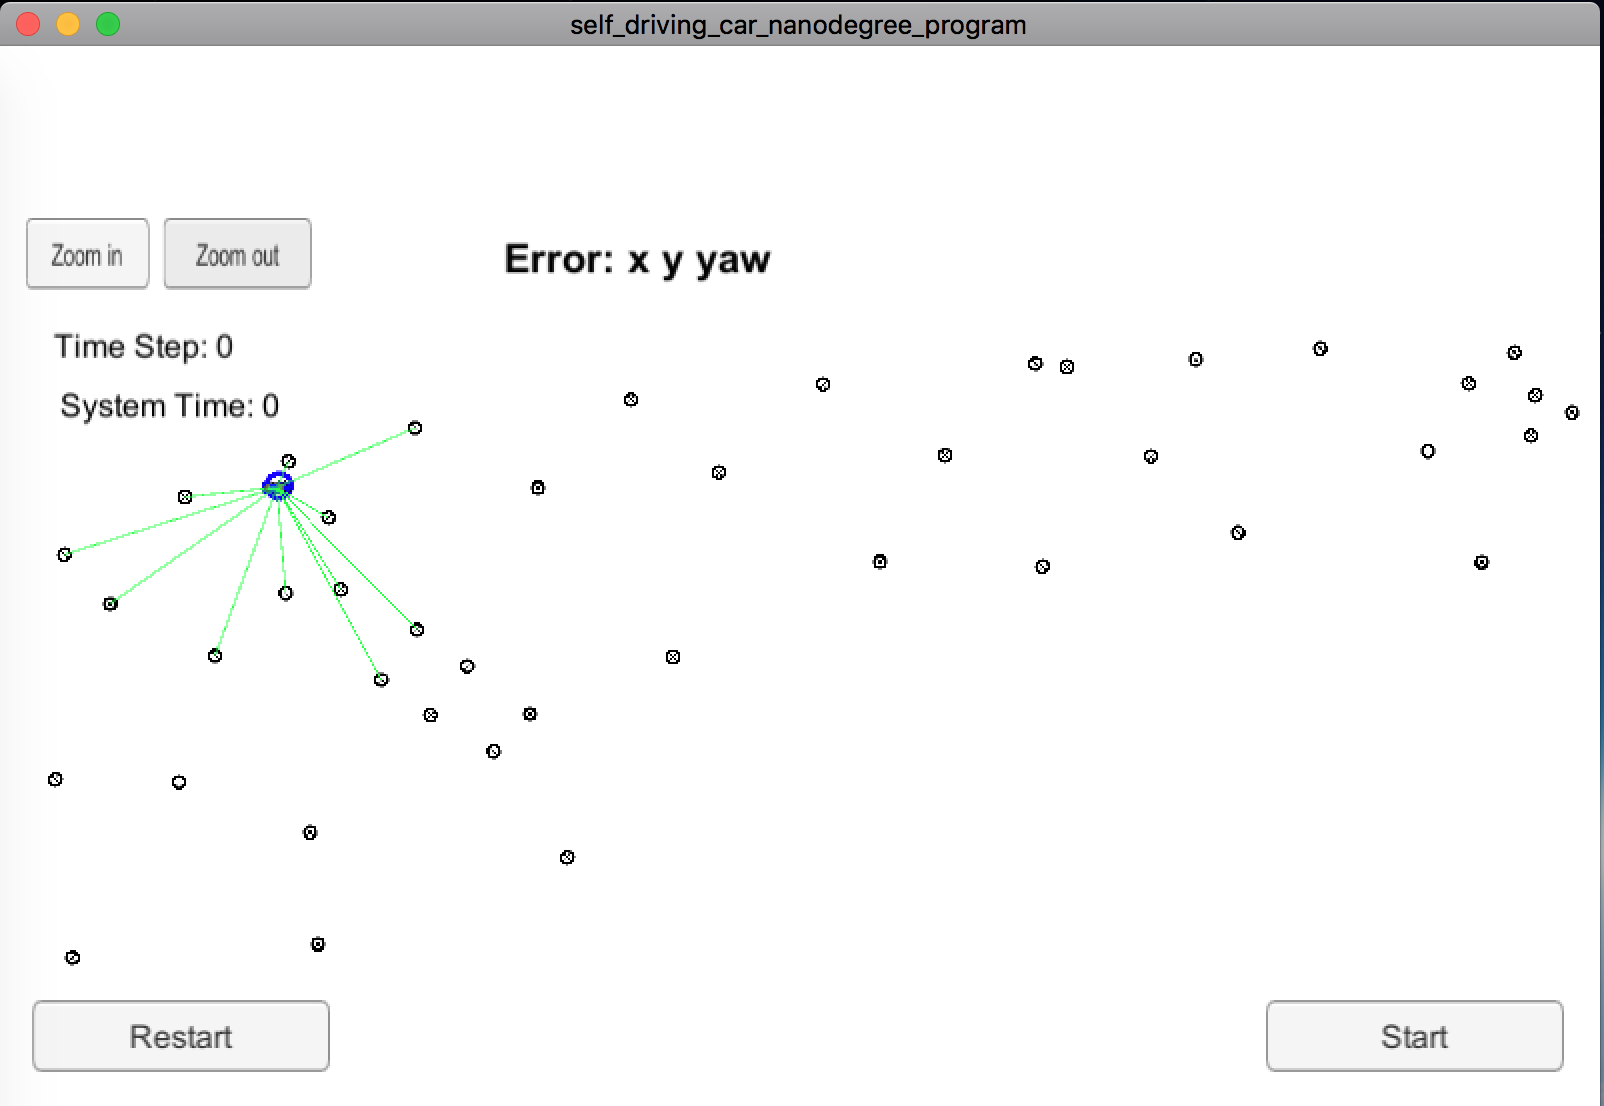 self_driving_car_nanodegree_program
Zoom in
Zoom out
Error: x y yaw
Time Step: 0
System Time: 0
Restart
Start